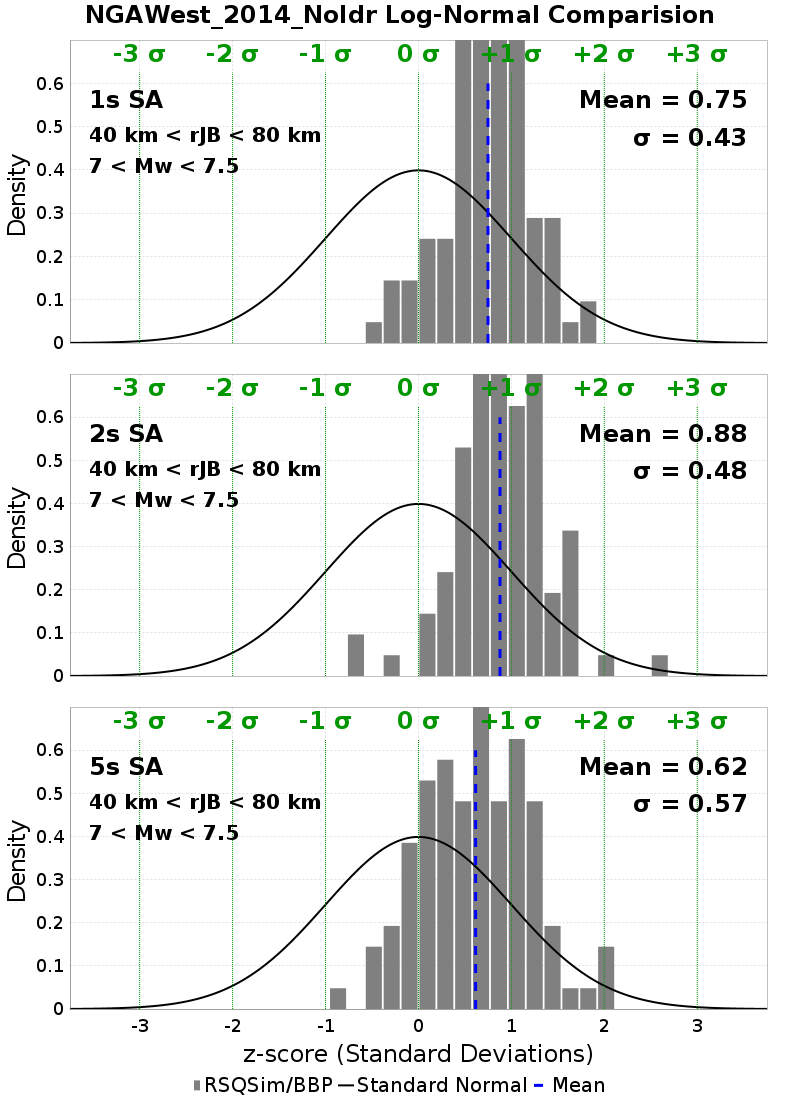 NGAWest_2014_NoIdr Log-Normal Comparision
-3 σ -2 σ -1 σ 0 σ +1 σ +2 σ +3 σ
1s SA
Mean = 0.75
40 km < rJB < 80 km
σ = 0.43
7 < Mw < 7.5
0.6
0.5
0.4
0.3
0.2
0.1
0
Density
-3 σ -2 σ -1 σ 0 σ +1 σ +2 σ +3 σ
2s SA
Mean = 0.88
40 km < rJB < 80 km
σ = 0.48
7 < Mw < 7.5
0.6
0.5
0.4
0.3
0.2
0.1
0
Density
-3 σ -2 σ -1 σ 0 σ +1 σ +2 σ +3 σ
5s SA
Mean = 0.62
40 km < rJB < 80 km
σ = 0.57
7 < Mw < 7.5
0.6
0.5
0.4
0.3
0.2
0.1
0
Density
-3 -2 -1 0 1 2 3
z-score (Standard Deviations)
RSQSim/BBP Standard Normal Mean